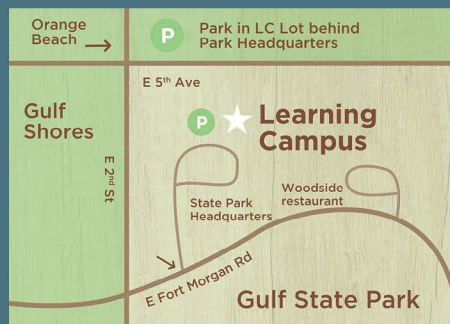 Orange
Beach
P
Park in LC Lot behind
Park Headquarters
E 5th Ave
Gulf
Shores
P
Learning
Campus
E 2nd St
State Park
Headquarters
Woodside
restaurant
E Fort Morgan Rd
Gulf State Park